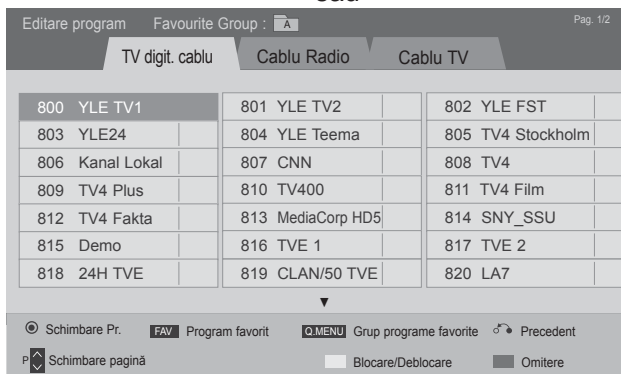 sau
Editare program Favourite Group : A Pag. 1/2
TV digit. cablu Cablu Radio Cablu TV
800 YLE TV1 801 YLE TV2 802 YLE FST
803 YLE24 804 YLE Teema 805 TV4 Stockholm
806 Kanal Lokal 807 CNN 808 TV4
809 TV4 Plus 810 TV400 811 TV4 Film
812 TV4 Fakta 813 MediaCorp HD5 814 SNY_SSU
815 Demo 816 TVE 1 817 TVE 2
818 24H TVE 819 CLAN/50 TVE 820 LA7
Schimbare Pr. FAV Program favorit Q.MENU Grup programe favorite Precedent
P Schimbare pagină Blocare/Deblocare Omitere